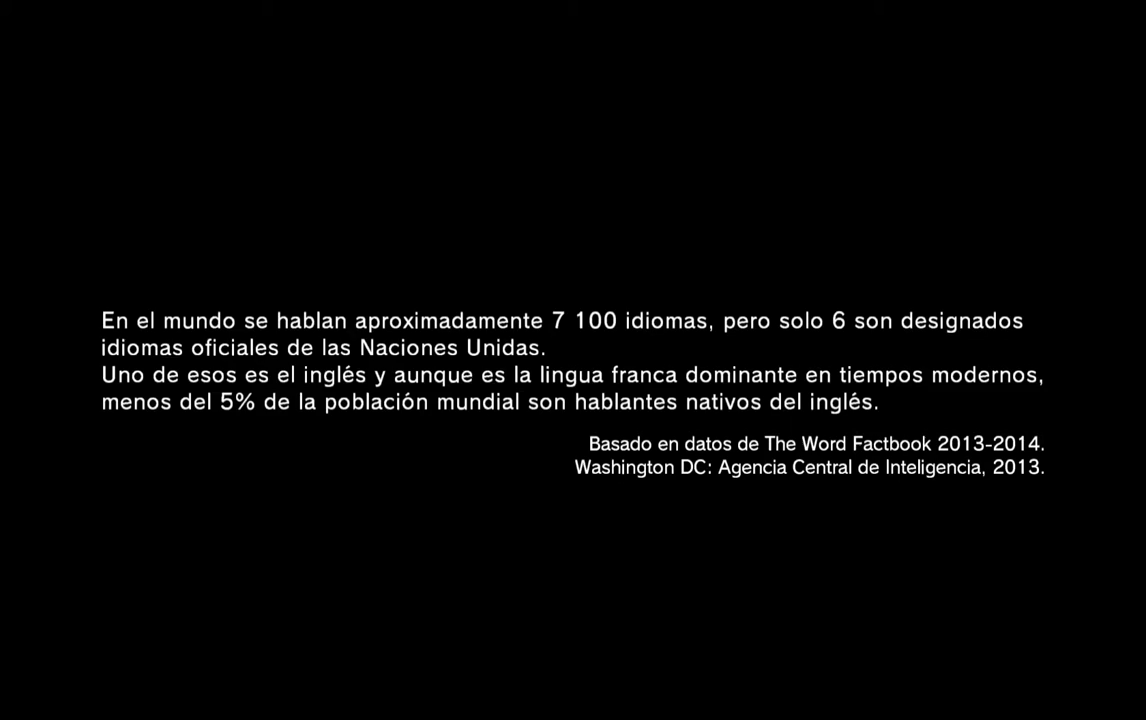 En el mundo se hablan aproximadamente 7 100 idiomas, pero solo 6 son designados
idiomas oficiales de las Naciones Unidas.
Uno de esos es el inglés y aunque es la lingua franca dominante en tiempos modernos,
menos del 5% de la población mundial son hablantes nativos del inglés.
Basado en datos de The Word Factbook 2013-2014.
Washington DC: Agencia Central de Inteligencia, 2013.